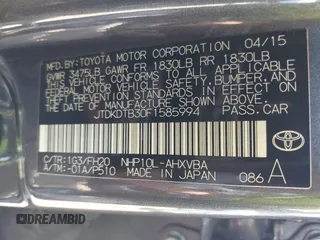 MFD.BY: TOYOTA MOTOR CORPORATION 04/15
GVWR 3475LB GAWR FR 1830LB RR 1830LB
THIS VEHICLE CONFORMS TO ALL APPLICABLE
FEDERAL MOTOR VEHICLE SAFETY,
BUMPER, AND THEFT PREVENTION STANDARDS
IN EFFECT ON THE DATE OF
MANUFACTURE SHOWN ABOVE.
JTDKDTB30F1585994 PASS.CAR
C/TR:1G3/FH20 NHP10L-AHXVBA
A/TM:-01A/P510 MADE IN JAPAN 086A
TOYOTA
DREAMBID